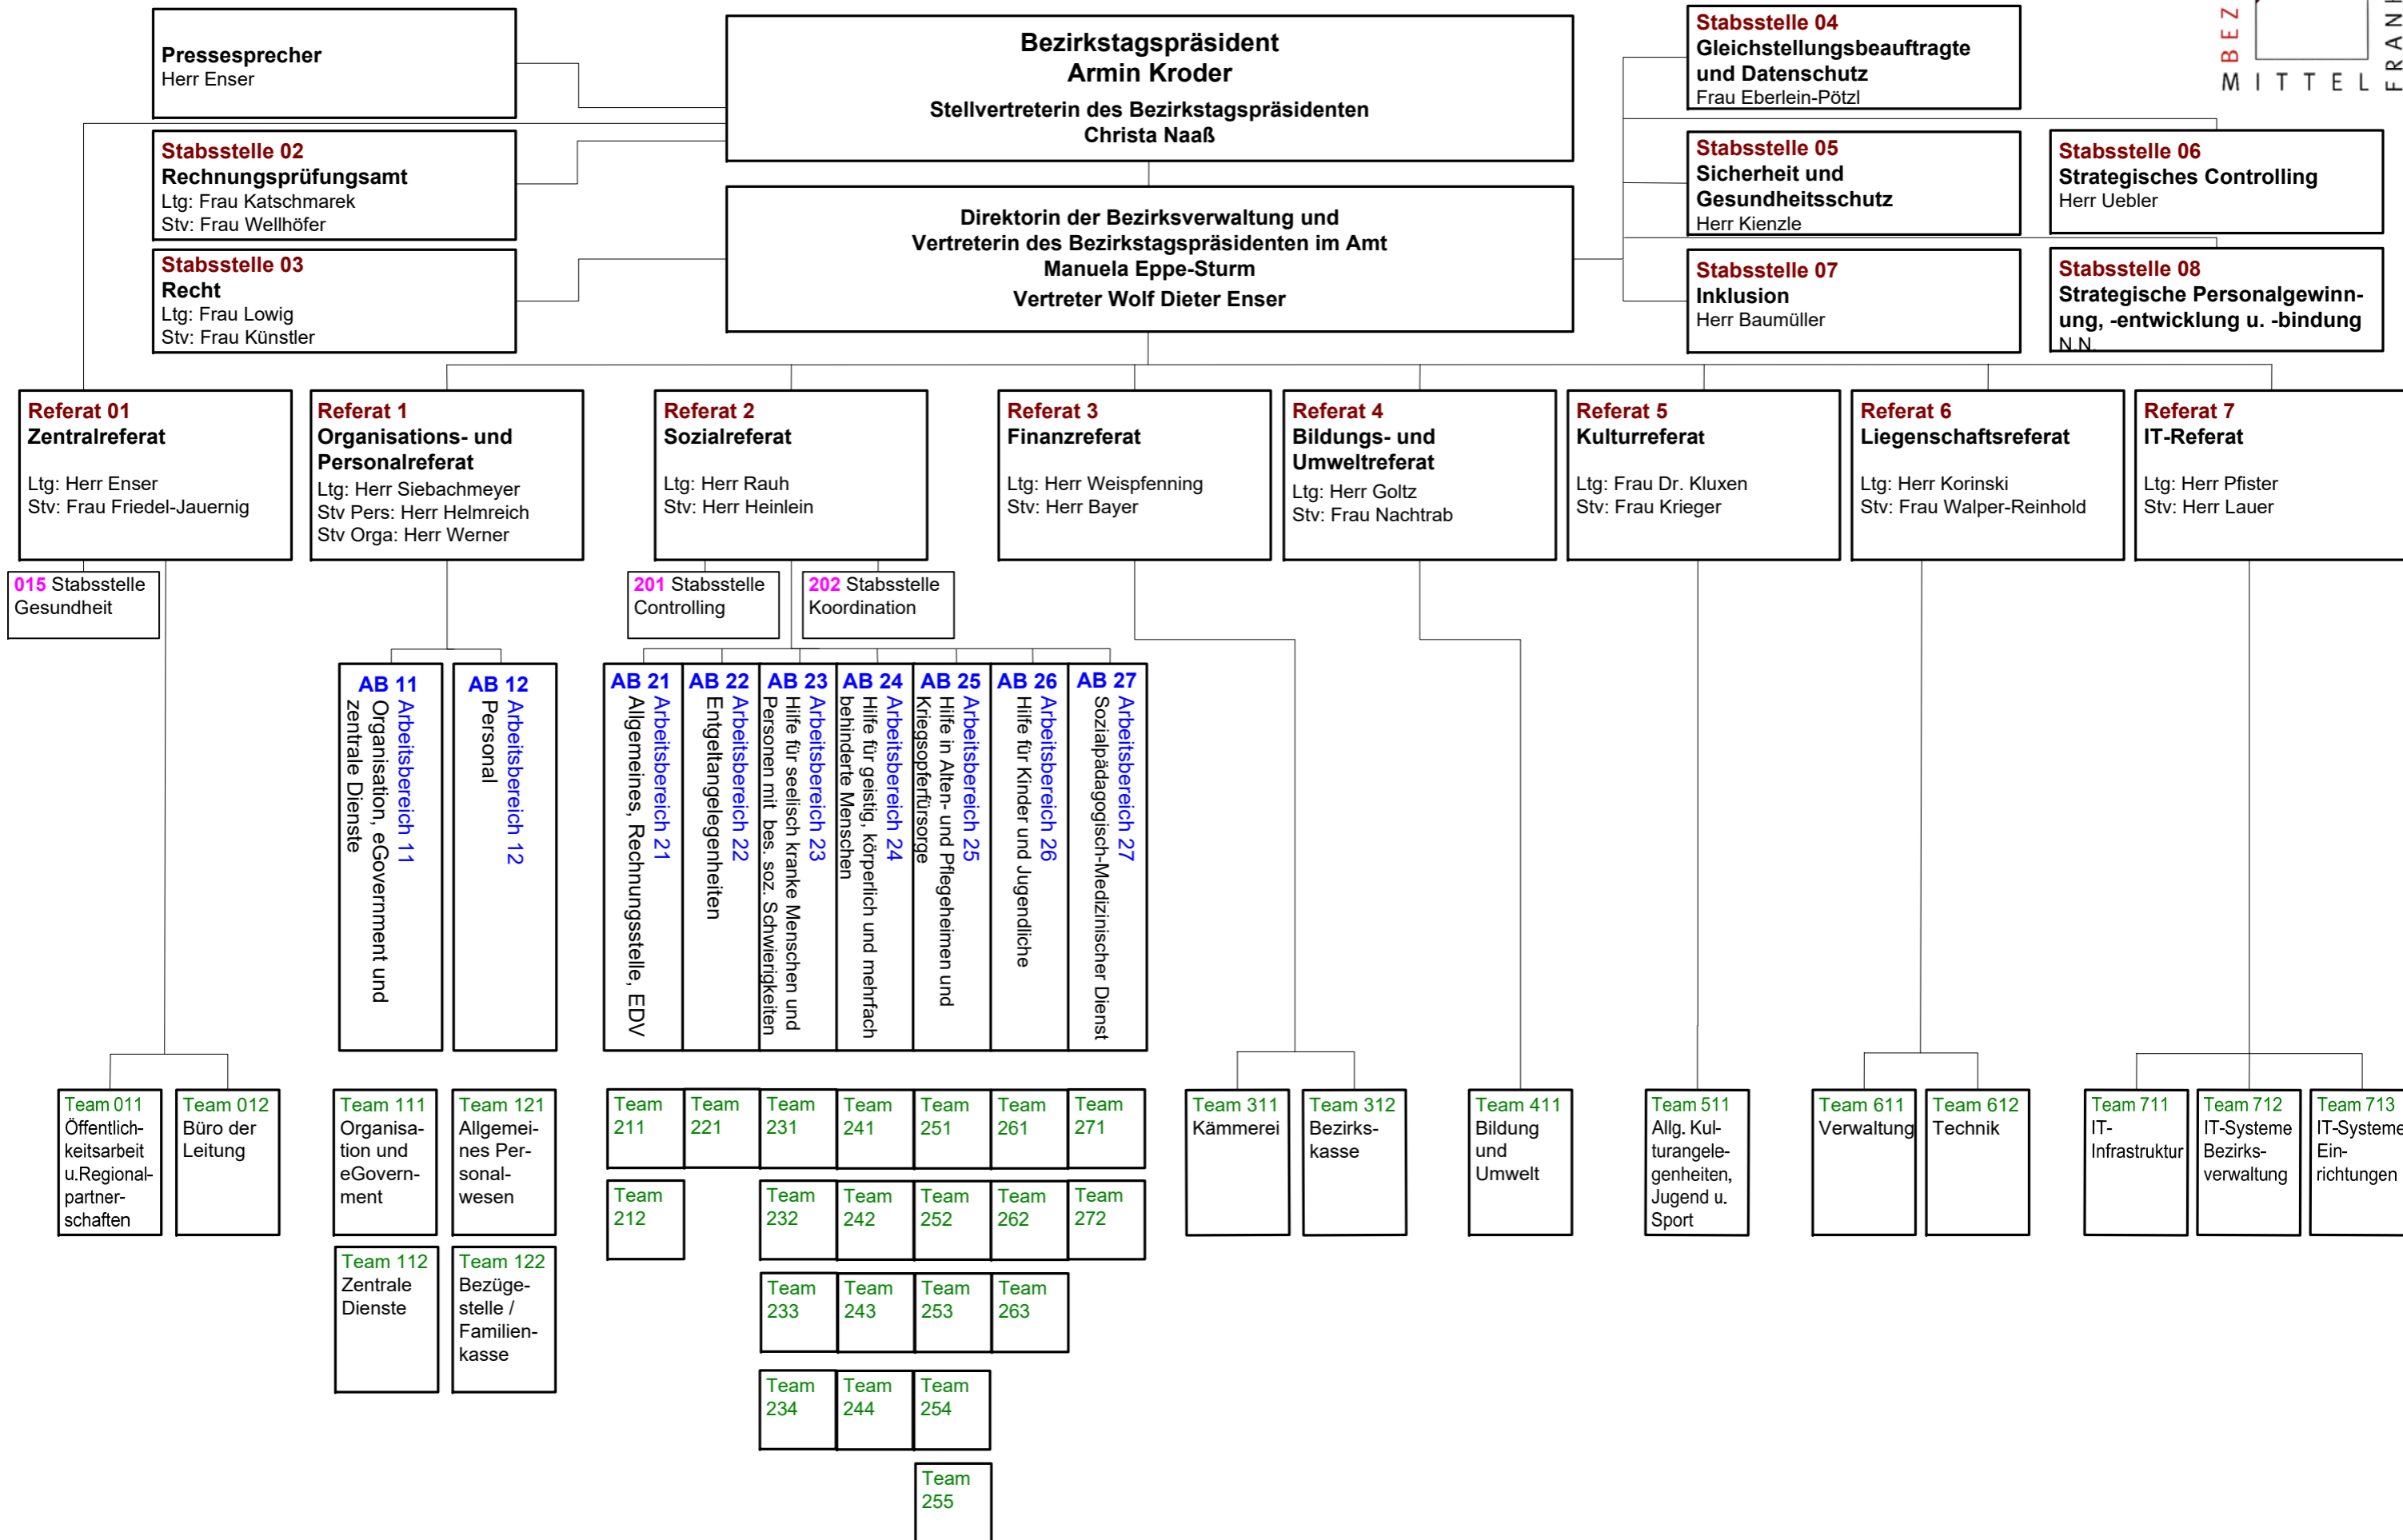 Pressesprecher
Herr Enser
Bezirkstagspräsident
Armin Kroder
Stellvertreterin des Bezirkstagspräsidenten
Christa Naaß
Stabsstelle 04
Gleichstellungsbeauftragte
und Datenschutz
Frau Eberlein-Pötzl
MITTEL
Stabsstelle 02
Rechnungsprüfungsamt
Ltg: Frau Katschmarek
Stv: Frau Wellhöfer
Stabsstelle 05
Sicherheit und
Gesundheitsschutz
Herr Kienzle
Stabsstelle 06
Strategisches Controlling
Herr Uebler
Direktorin der Bezirksverwaltung und
Vertreterin des Bezirkstagspräsidenten im Amt
Manuela Eppe-Sturm
Vertreter Wolf Dieter Enser
Stabsstelle 03
Recht
Ltg: Frau Lowig
Stv: Frau Künstler
Stabsstelle 07
Inklusion
Herr Baumüller
Stabsstelle 08
Strategische Personalgewinn-
ung, -entwicklung u. -bindung
N.N.
Referat 01
Zentralreferat
Ltg: Herr Enser
Stv: Frau Friedel-Jauernig
Referat 1
Organisations- und
Personalreferat
Ltg: Herr Siebachmeyer
Stv Pers: Herr Helmreich
Stv Orga: Herr Werner
Referat 2
Sozialreferat
Ltg: Herr Rauh
Stv: Herr Heinlein
Referat 3
Finanzreferat
Ltg: Herr Weispfenning
Stv: Herr Bayer
Referat 4
Bildungs- und
Umweltreferat
Ltg: Herr Goltz
Stv: Frau Nachtrab
Referat 5
Kulturreferat
Ltg: Frau Dr. Kluxen
Stv: Frau Krieger
Referat 6
Liegenschaftsreferat
Ltg: Herr Korinski
Stv: Frau Walper-Reinhold
Referat 7
IT-Referat
Ltg: Herr Pfister
Stv: Herr Lauer
015 Stabsstelle
Gesundheit
201 Stabsstelle
Controlling
202 Stabsstelle
Koordination
AB 11
Arbeitsbereich 11
Organisation, eGovernment und
zentrale Dienste
AB 12
Arbeitsbereich 12
Personal
AB 21
Arbeitsbereich 21
Allgemeines, Rechnungsstelle, EDV
AB 22
Arbeitsbereich 22
Entgeltangelegenheiten
AB 23
Arbeitsbereich 23
Hilfe für seelisch kranke Menschen und
Personen mit bes. soz. Schwierigkeiten
AB 24
Arbeitsbereich 24
Hilfe für geistig, körperlich und mehrfach
behinderte Menschen
AB 25
Arbeitsbereich 25
Hilfe in Alten- und Pflegeheimen und
Kriegsopferfürsorge
AB 26
Arbeitsbereich 26
Hilfe für Kinder und Jugendliche
AB 27
Arbeitsbereich 27
Sozialpädagogisch-Medizinischer Dienst
Team 011
Öffentlich-
keitsarbeit
u.Regional-
partner-
schaften
Team 012
Büro der
Leitung
Team 111
Organisa-
tion und
eGovern-
ment
Team 121
Allgemei-
nes Per-
sonal-
wesen
Team
211
Team
221
Team
231
Team
241
Team
251
Team
261
Team
271
Team 311
Kämmerei
Team 312
Bezirks-
kasse
Team 411
Bildung
und
Umwelt
Team 511
Allg. Kul-
turangele-
genheiten,
Jugend u.
Sport
Team 611
Verwaltung
Team 612
Technik
Team 711
IT-
Infrastruktur
Team 712
IT-Systeme
Bezirks-
verwaltung
Team 713
IT-Systeme
Ein-
richtungen
Team
212
Team
232
Team
242
Team
252
Team
262
Team
272
Team 112
Zentrale
Dienste
Team 122
Bezüge-
stelle /
Familien-
kasse
Team
233
Team
243
Team
253
Team
263
Team
234
Team
244
Team
254
Team
255